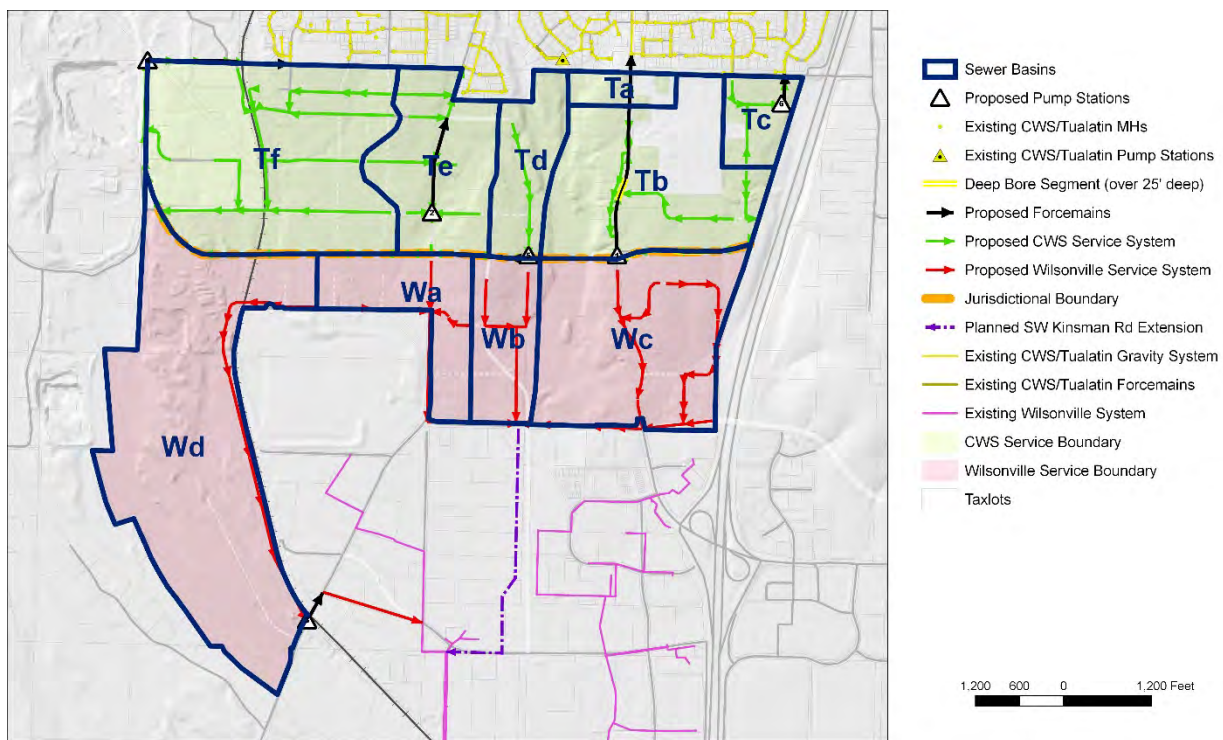 Ta
Tc
Tf
Te
Td
Tb
2
6
Wa
Wb
Wc
Wd
Sewer Basins
Proposed Pump Stations
Existing CWS/Tualatin MHs
Existing CWS/Tualatin Pump Stations
Deep Bore Segment (over 25' deep)
Proposed Forcemains
Proposed CWS Service System
Proposed Wilsonville Service System
Jurisdictional Boundary
Planned SW Kinsman Rd Extension
Existing CWS/Tualatin Gravity System
Existing CWS/Tualatin Forcemains
Existing Wilsonville System
CWS Service Boundary
Wilsonville Service Boundary
Taxlots
1,200 600 0 1,200 Feet